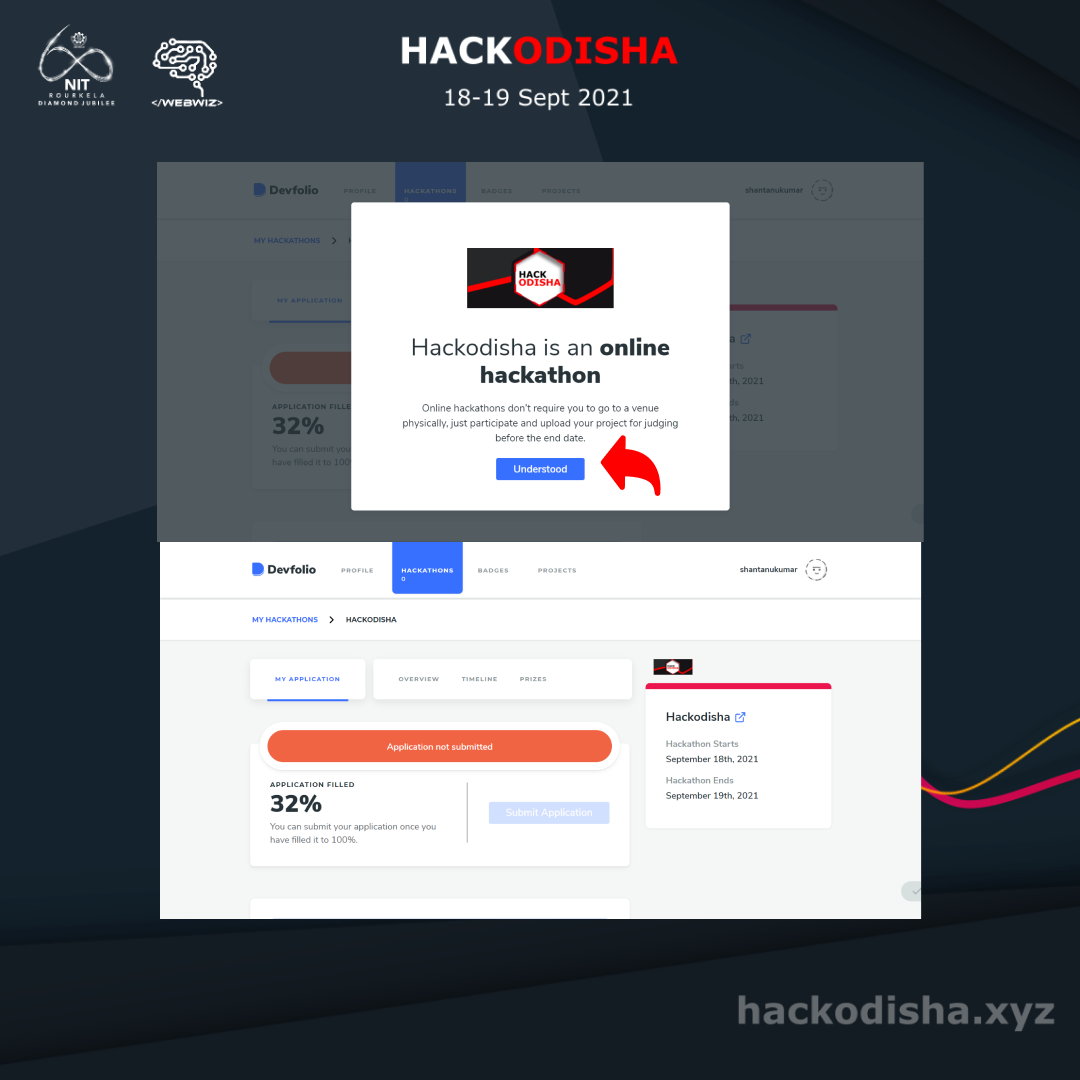 NIT
ROURKELA
DIAMOND JUBILEE
</WEBWIZ>
HACKODISHA
18-19 Sept 2021
Devfolio
PROFILE
HACKATHONS
0
BADGES
PROJECTS
shantanukumar
MY HACKATHONS
MY APPLICATION
HACK
ODISHA
Hackodisha is an online
hackathon
Online hackathons don't require you to go to a venue
physically, just participate and upload your project for judging
before the end date.
Understood
APPLICATION FILLE
32%
You can submit you
have filled it to 100%
a
rts
th, 2021
ds
th, 2021
Devfolio
PROFILE
HACKATHONS
0
BADGES
PROJECTS
shantanukumar
MY HACKATHONS
HACKODISHA
MY APPLICATION
OVERVIEW
TIMELINE
PRIZES
Application not submitted
APPLICATION FILLED
32%
You can submit your application once you
have filled it to 100%.
Submit Application
Hackodisha
Hackathon Starts
September 18th, 2021
Hackathon Ends
September 19th, 2021
hackodisha.xyz